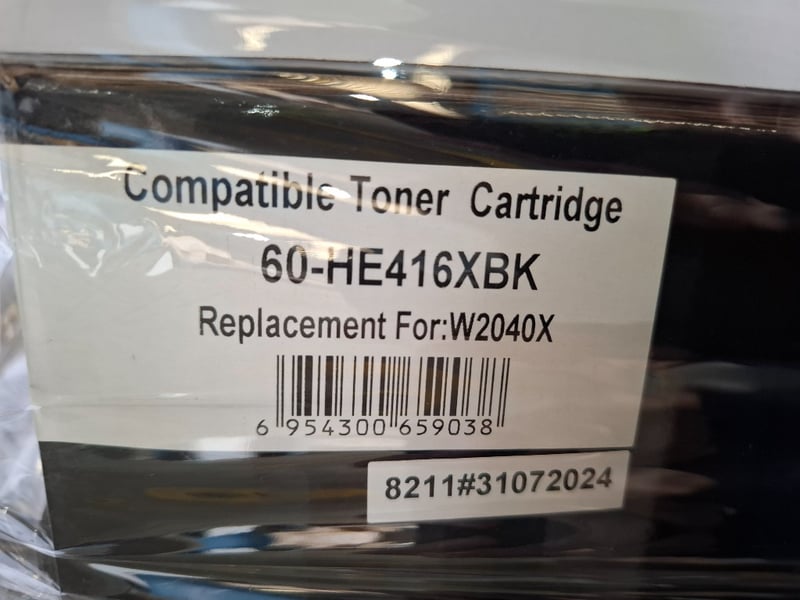 Compatible Toner Cartridge
60-HE416XBK
Replacement For:W2040X
6 954300 659038
8211#31072024